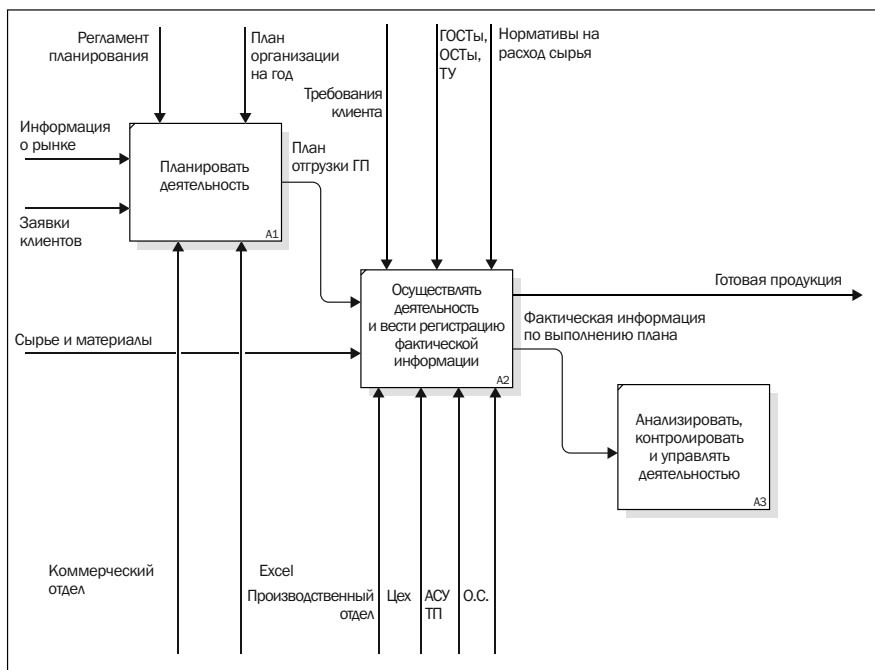 Регламент
планирования
План
организации
на год
ГОСТы,
ОСТы,
ТУ
Нормативы на
расход сырья
Требования
клиента
Информация
о рынке
Планировать
деятельность
A1
План
отгрузки ГП
Заявки
клиентов
Осуществлять
деятельность
и вести регистрацию
фактической
информации
A2
Готовая продукция
Сырье и материалы
Фактическая информация
по выполнению плана
Анализировать,
контролировать
и управлять
деятельностью
A3
Коммерческий
отдел
Excel
Производственный
отдел
Цех
АСУ
ТП
О.С.